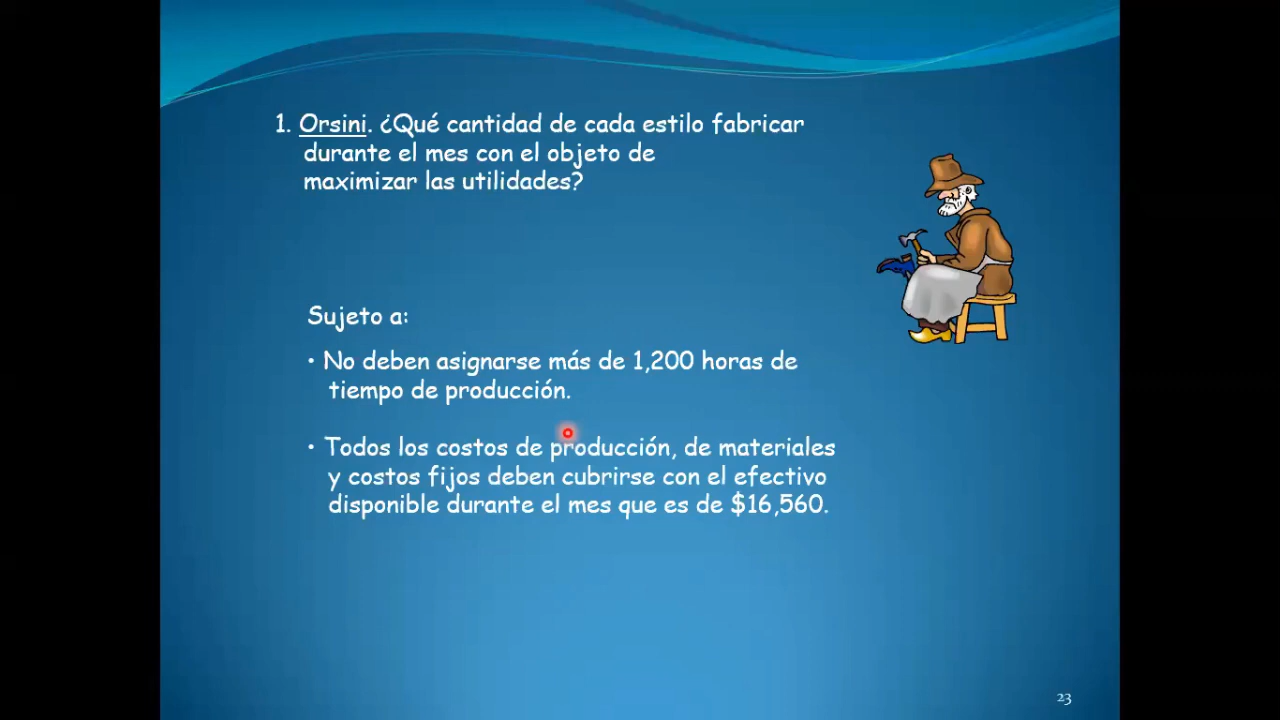 1. Orsini. ¿Qué cantidad de cada estilo fabricar
durante el mes con el objeto de
maximizar las utilidades?
Sujeto a:
• No deben asignarse más de 1,200 horas de
tiempo de producción.
• Todos los costos de producción, de materiales
y costos fijos deben cubrirse con el efectivo
disponible durante el mes que es de $16,560.
23